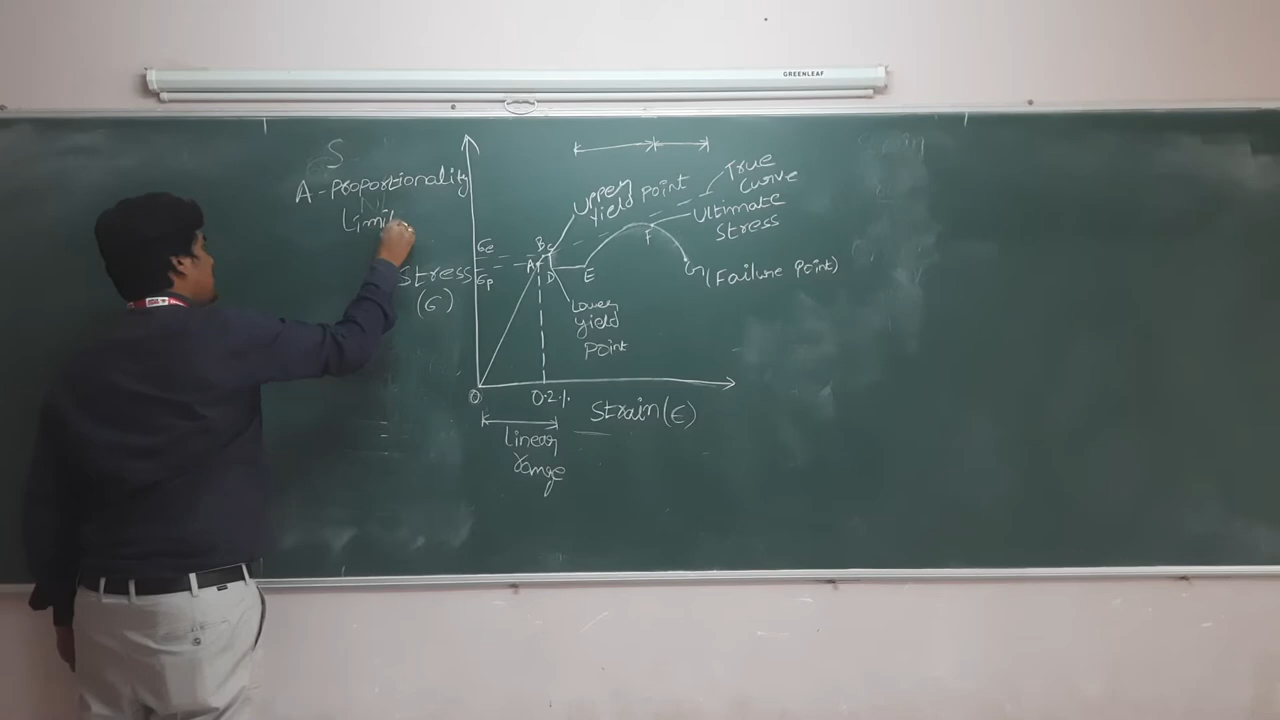 GREENLEAF
S
A - proportionality
Limit
Upper
yield point
True
curve
Ultimate
stress
σe
σp
Stress
(σ)
A
B
C
D
E
F
G (Failure point)
Lower
yield
point
O
0.2%
Strain (ϵ)
Linear
range